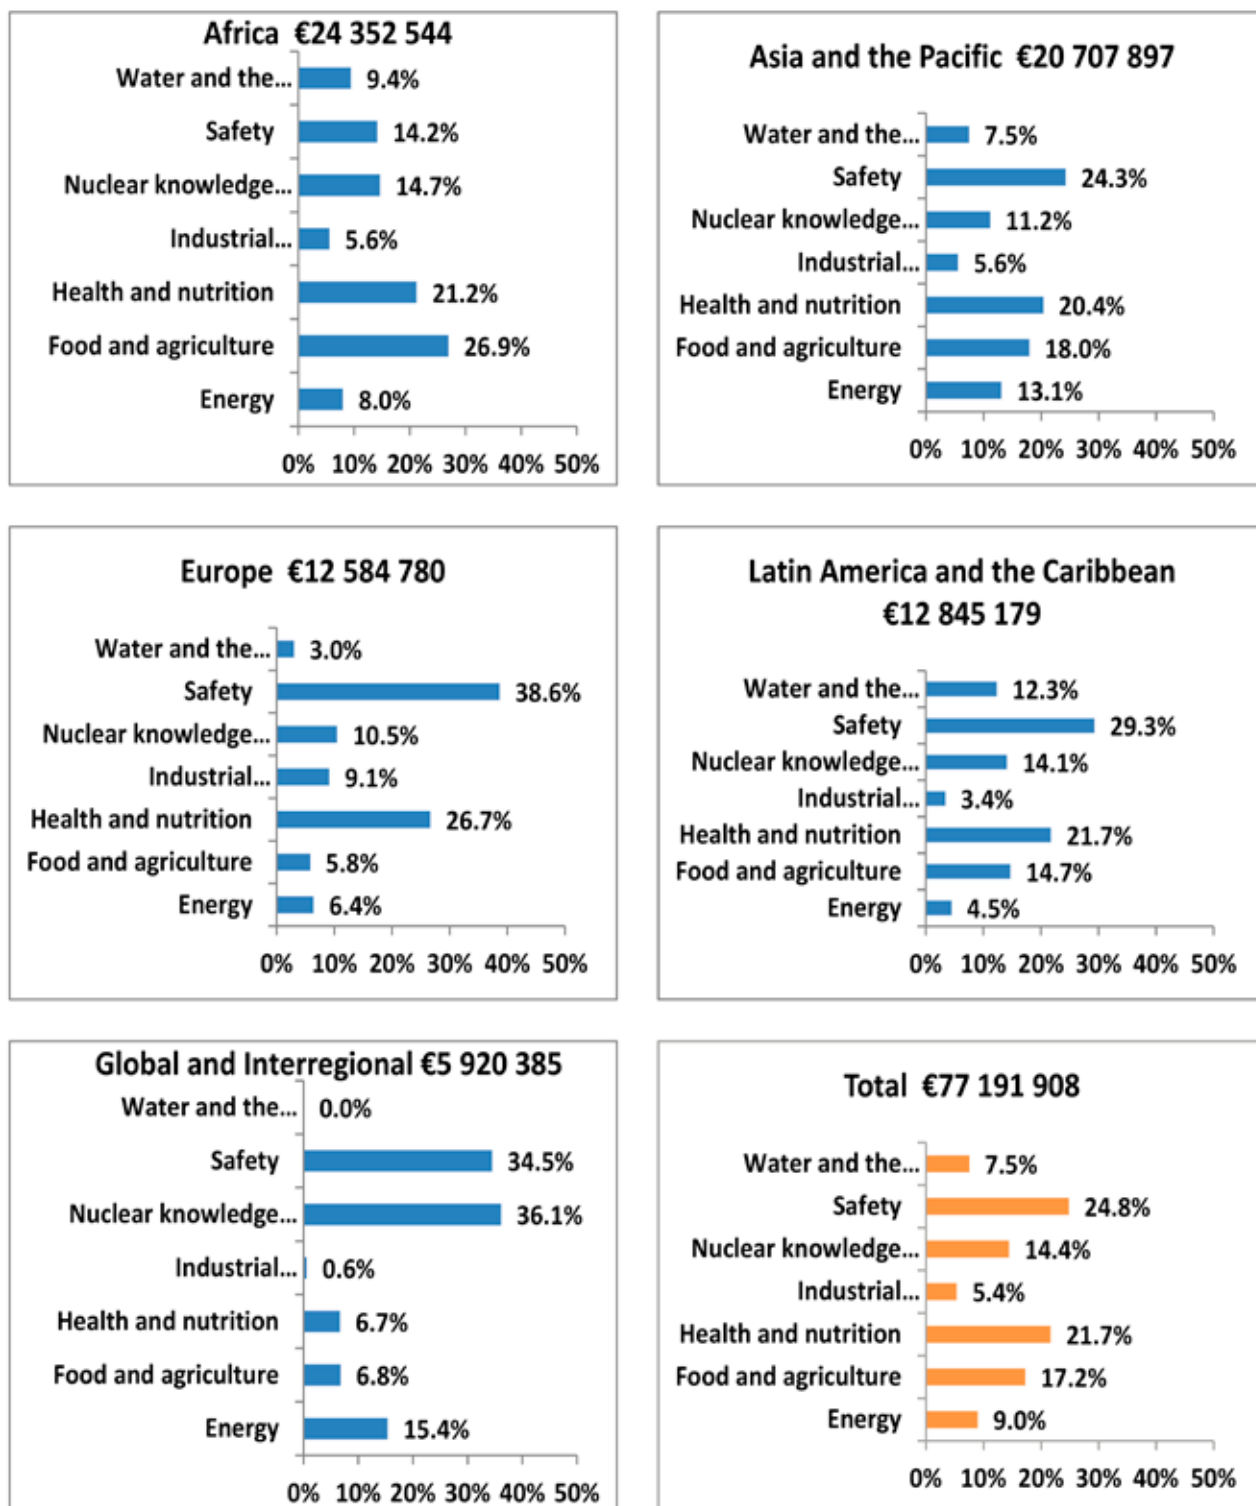 Africa €24 352 544
Water and the... 9.4%
Safety 14.2%
Nuclear knowledge... 14.7%
Industrial... 5.6%
Health and nutrition 21.2%
Food and agriculture 26.9%
Energy 8.0%
0% 10% 20% 30% 40% 50%
Asia and the Pacific €20 707 897
Water and the... 7.5%
Safety 24.3%
Nuclear knowledge... 11.2%
Industrial... 5.6%
Health and nutrition 20.4%
Food and agriculture 18.0%
Energy 13.1%
0% 10% 20% 30% 40% 50%
Europe €12 584 780
Water and the... 3.0%
Safety 38.6%
Nuclear knowledge... 10.5%
Industrial... 9.1%
Health and nutrition 26.7%
Food and agriculture 5.8%
Energy 6.4%
0% 10% 20% 30% 40% 50%
Latin America and the Caribbean
€12 845 179
Water and the... 12.3%
Safety 29.3%
Nuclear knowledge... 14.1%
Industrial... 3.4%
Health and nutrition 21.7%
Food and agriculture 14.7%
Energy 4.5%
0% 10% 20% 30% 40% 50%
Global and Interregional €5 920 385
Water and the... 0.0%
Safety 34.5%
Nuclear knowledge... 36.1%
Industrial... 0.6%
Health and nutrition 6.7%
Food and agriculture 6.8%
Energy 15.4%
0% 10% 20% 30% 40% 50%
Total €77 191 908
Water and the... 7.5%
Safety 24.8%
Nuclear knowledge... 14.4%
Industrial... 5.4%
Health and nutrition 21.7%
Food and agriculture 17.2%
Energy 9.0%
0% 10% 20% 30% 40% 50%